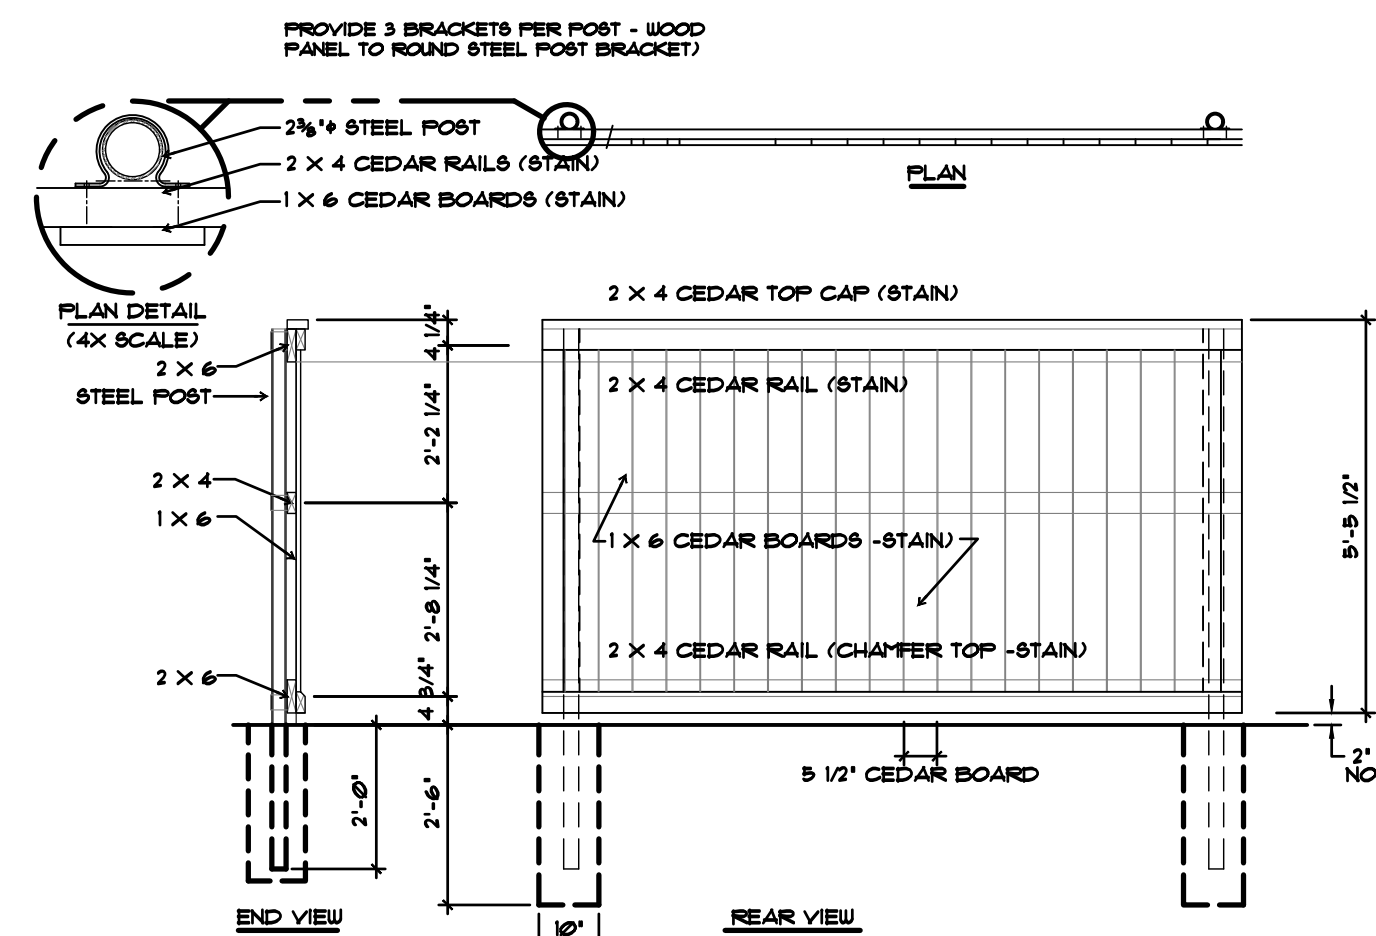 PROVIDE 3 BRACKETS PER POST - WOOD
PANEL TO ROUND STEEL POST BRACKET)
2⅜"φ STEEL POST
2 X 4 CEDAR RAILS (STAIN)
1 X 6 CEDAR BOARDS (STAIN)
PLAN
PLAN DETAIL
(4X SCALE)
2 X 6
STEEL POST
2 X 4
1 X 6
2 X 6
4 1/4"
2'-2 1/4"
2'-8 1/4"
4 3/4"
2'-0"
2'-6"
2 X 4 CEDAR TOP CAP (STAIN)
2 X 4 CEDAR RAIL (STAIN)
1 X 6 CEDAR BOARDS -STAIN)
2 X 4 CEDAR RAIL (CHAMFER TOP -STAIN)
5'-5 1/2"
2"
NO
5 1/2" CEDAR BOARD
END VIEW
10"
REAR VIEW